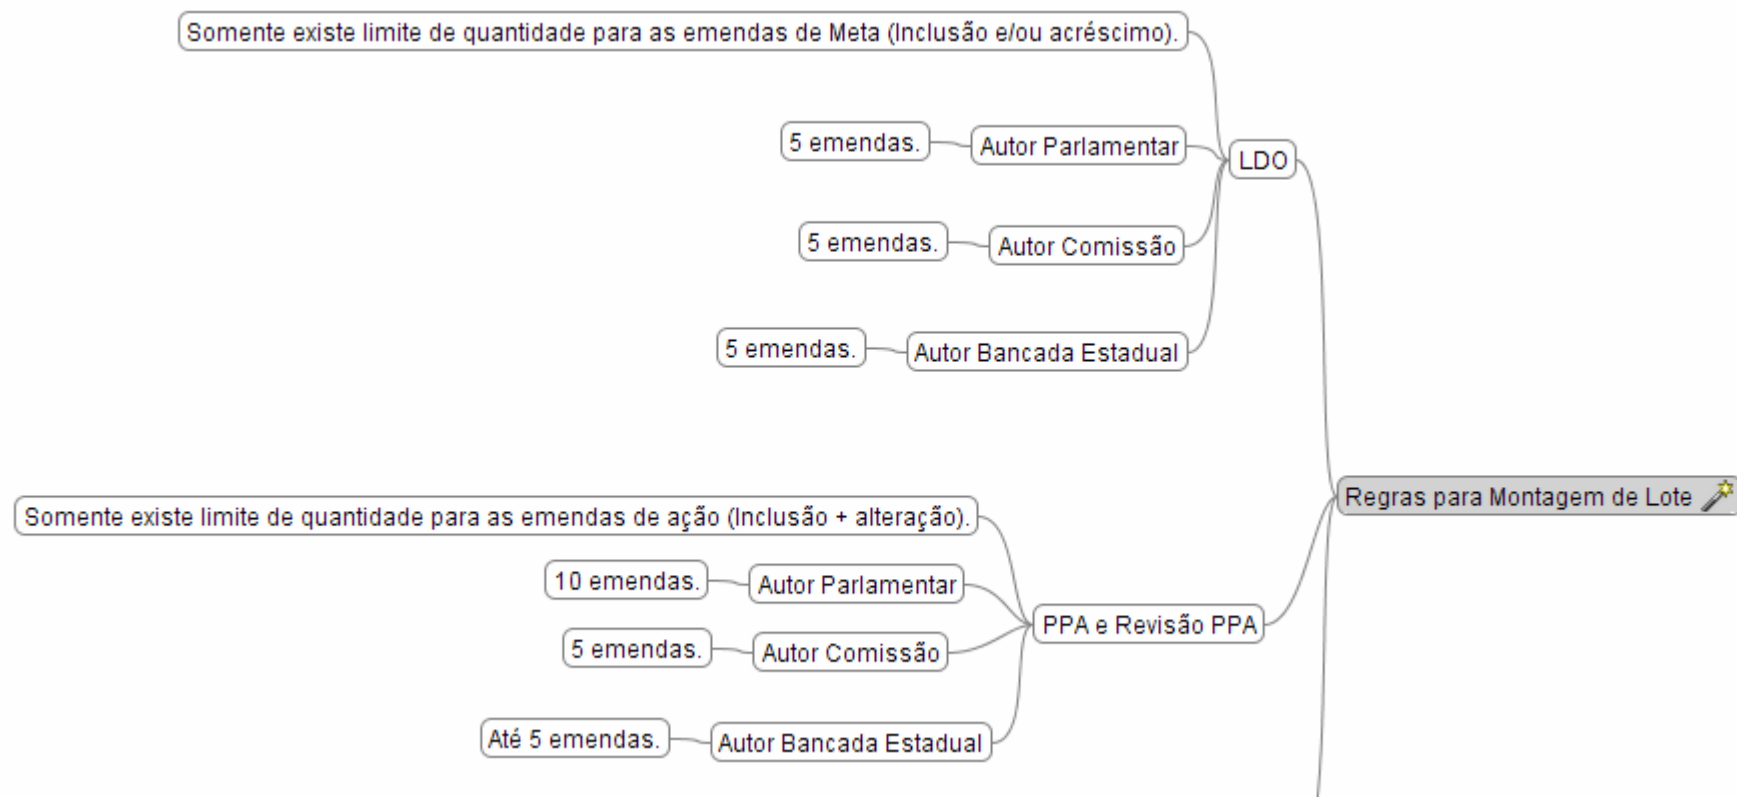 Somente existe limite de quantidade para as emendas de Meta (Inclusão e/ou acréscimo).
5 emendas.
Autor Parlamentar
LDO
5 emendas.
Autor Comissão
5 emendas.
Autor Bancada Estadual
Regras para Montagem de Lote
Somente existe limite de quantidade para as emendas de ação (Inclusão + alteração).
10 emendas.
Autor Parlamentar
PPA e Revisão PPA
5 emendas.
Autor Comissão
Até 5 emendas.
Autor Bancada Estadual